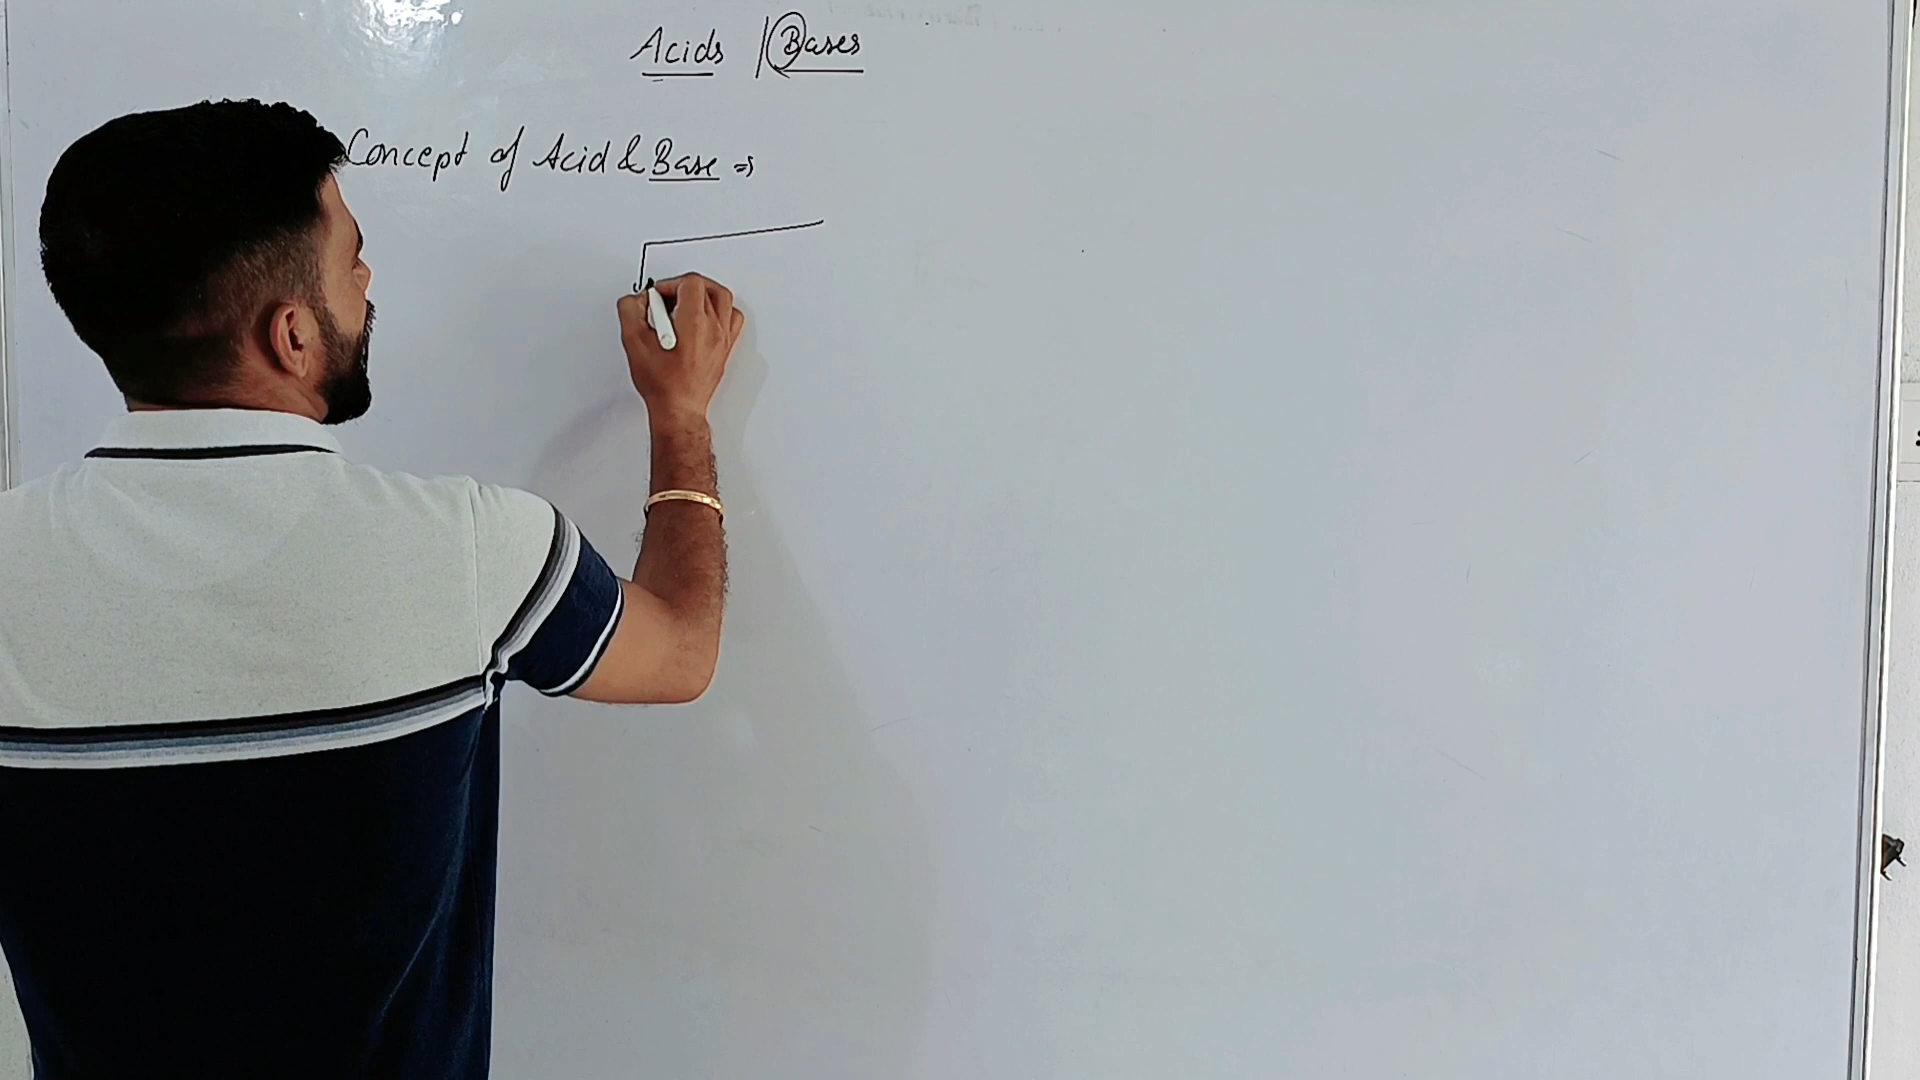 Acids | Bases
Concept of Acid & Base ⇒